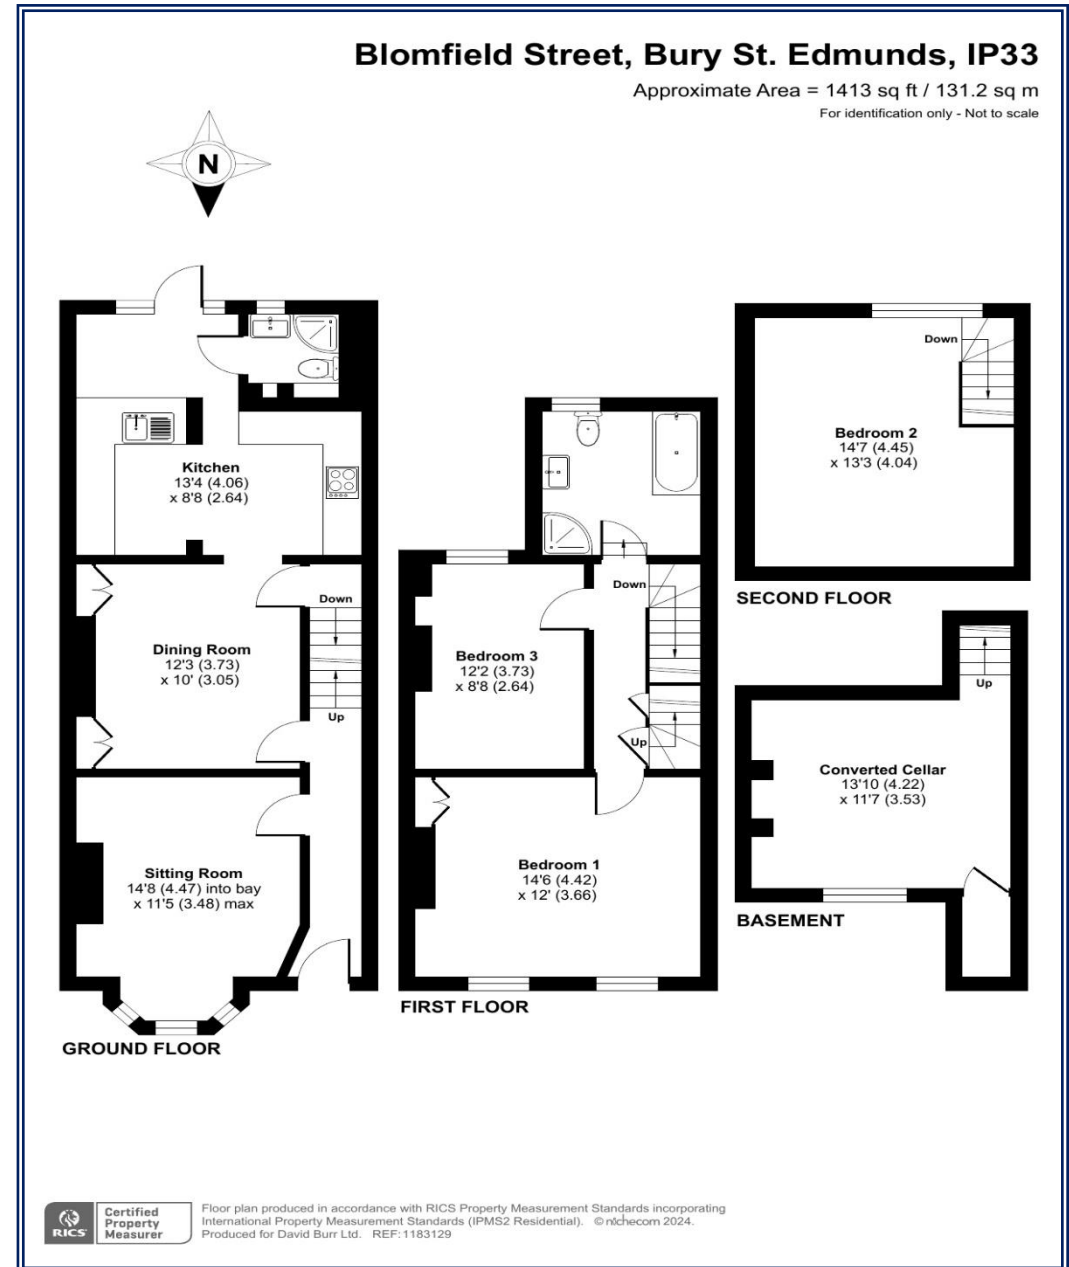 Blomfield Street, Bury St. Edmunds, IP33
Approximate Area = 1413 sq ft / 131.2 sq m
For identification only - Not to scale
N
Kitchen
13'4 (4.06)
x 8'8 (2.64)
Down
Dining Room
12'3 (3.73)
x 10' (3.05)
Up
Sitting Room
14'8 (4.47) into bay
x 11'5 (3.48) max
GROUND FLOOR
Down
Bedroom 3
12'2 (3.73)
x 8'8 (2.64)
Up
Bedroom 1
14'6 (4.42)
x 12' (3.66)
FIRST FLOOR
Down
Bedroom 2
14'7 (4.45)
x 13'3 (4.04)
SECOND FLOOR
Up
Converted Cellar
13'10 (4.22)
x 11'7 (3.53)
BASEMENT
RICS
Certified
Property
Measurer
Floor plan produced in accordance with RICS Property Measurement Standards incorporating
International Property Measurement Standards (IPMS2 Residential). © nichecom 2024.
Produced for David Burr Ltd. REF: 1183129